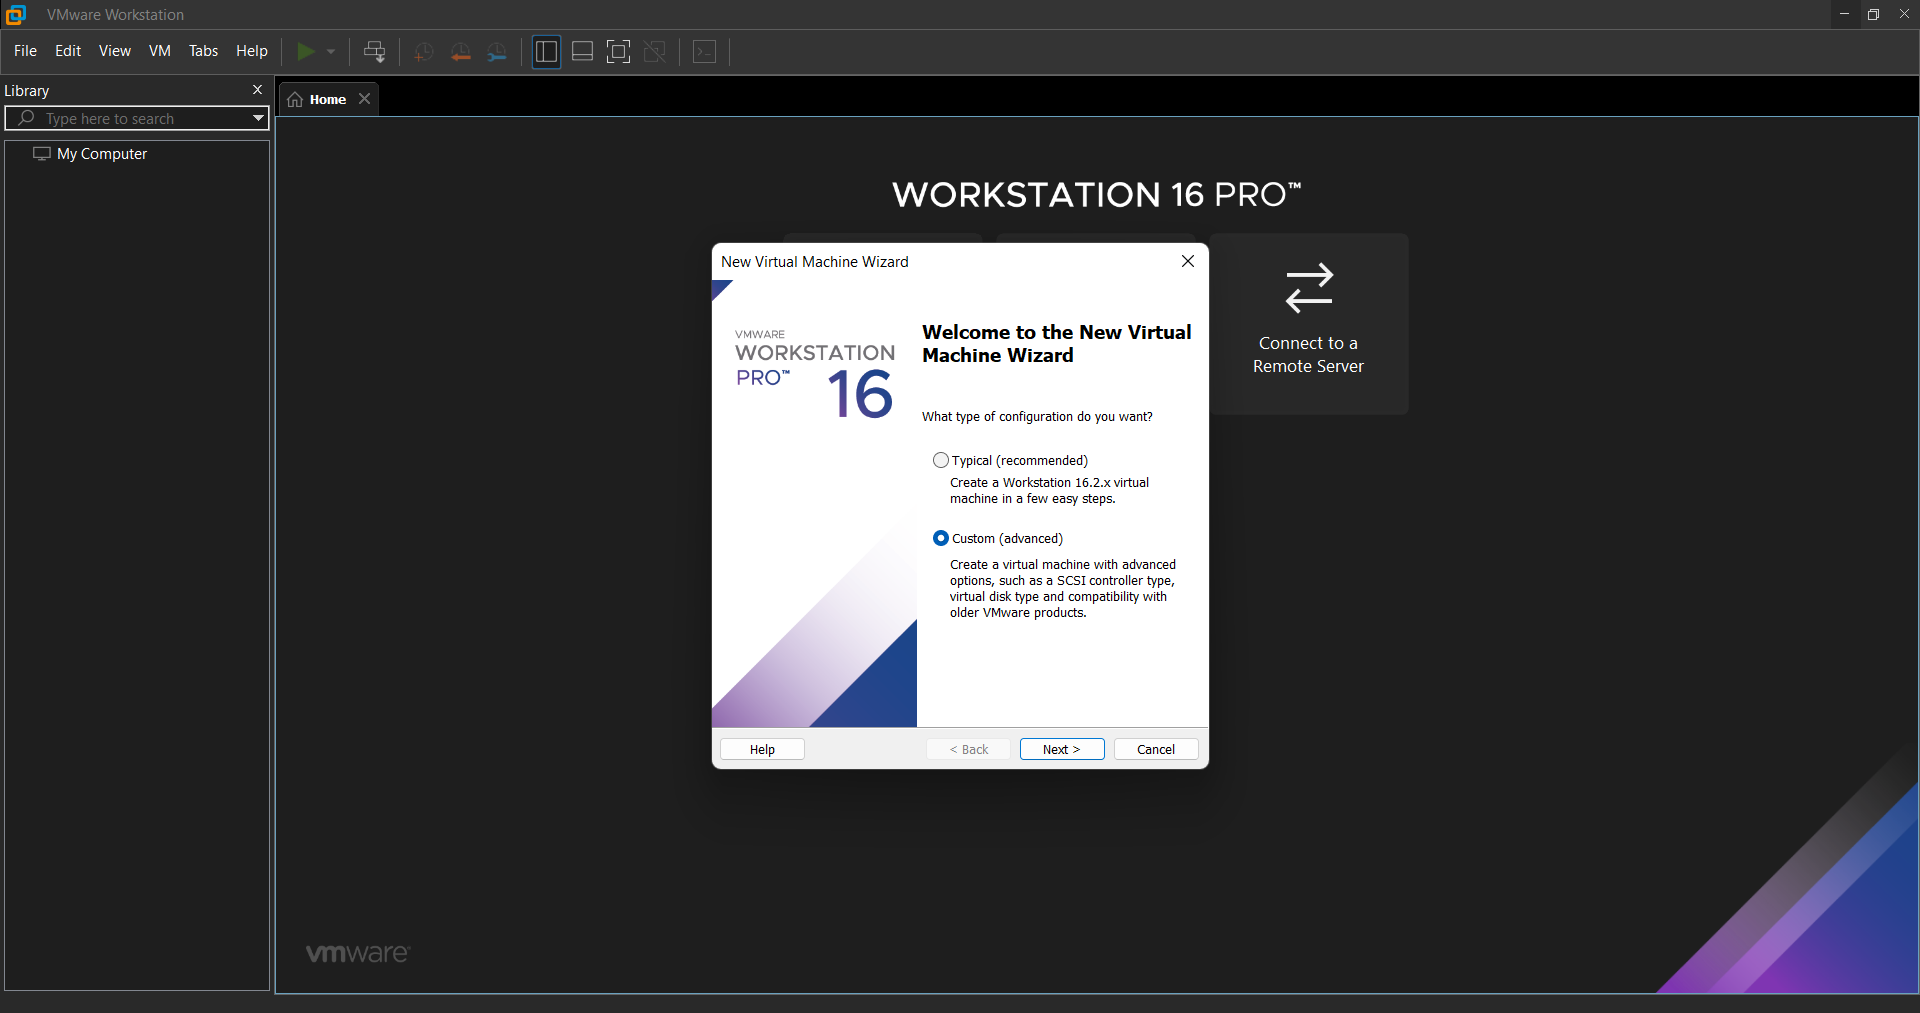 VMware Workstation
File Edit View VM Tabs Help
Library
Home
Type here to search
My Computer
WORKSTATION 16 PRO™
Connect to a
Remote Server
New Virtual Machine Wizard
VMWARE
WORKSTATION
PRO™
16
Welcome to the New Virtual
Machine Wizard
What type of configuration do you want?
Typical (recommended)
Create a Workstation 16.2.x virtual
machine in a few easy steps.
Custom (advanced)
Create a virtual machine with advanced
options, such as a SCSI controller type,
virtual disk type and compatibility with
older VMware products.
Help < Back Next > Cancel
vmware